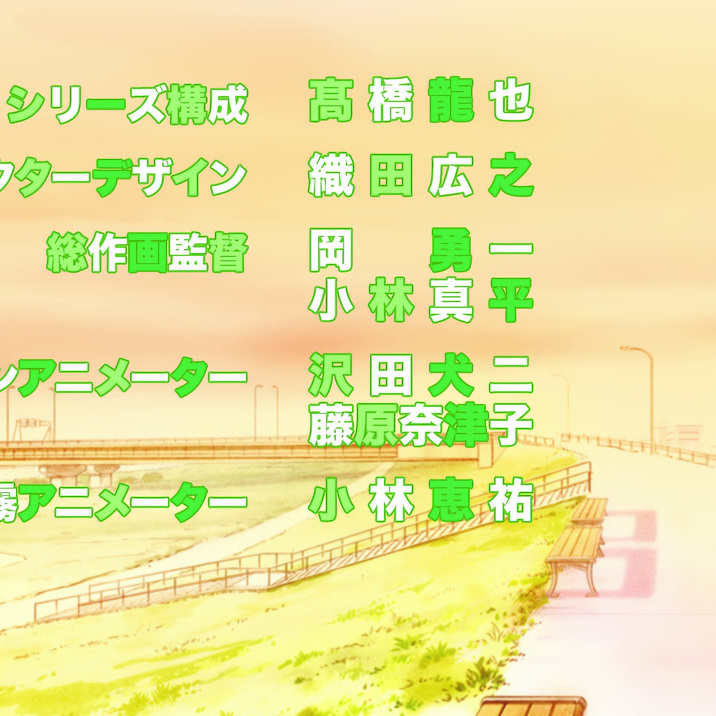 シリーズ構成 髙橋龍也
クターデザイン 織田広之
総作画監督 岡 勇一
小林真平
ンアニメーター 沢田犬二
藤原奈津子
霧アニメーター 小林恵祐